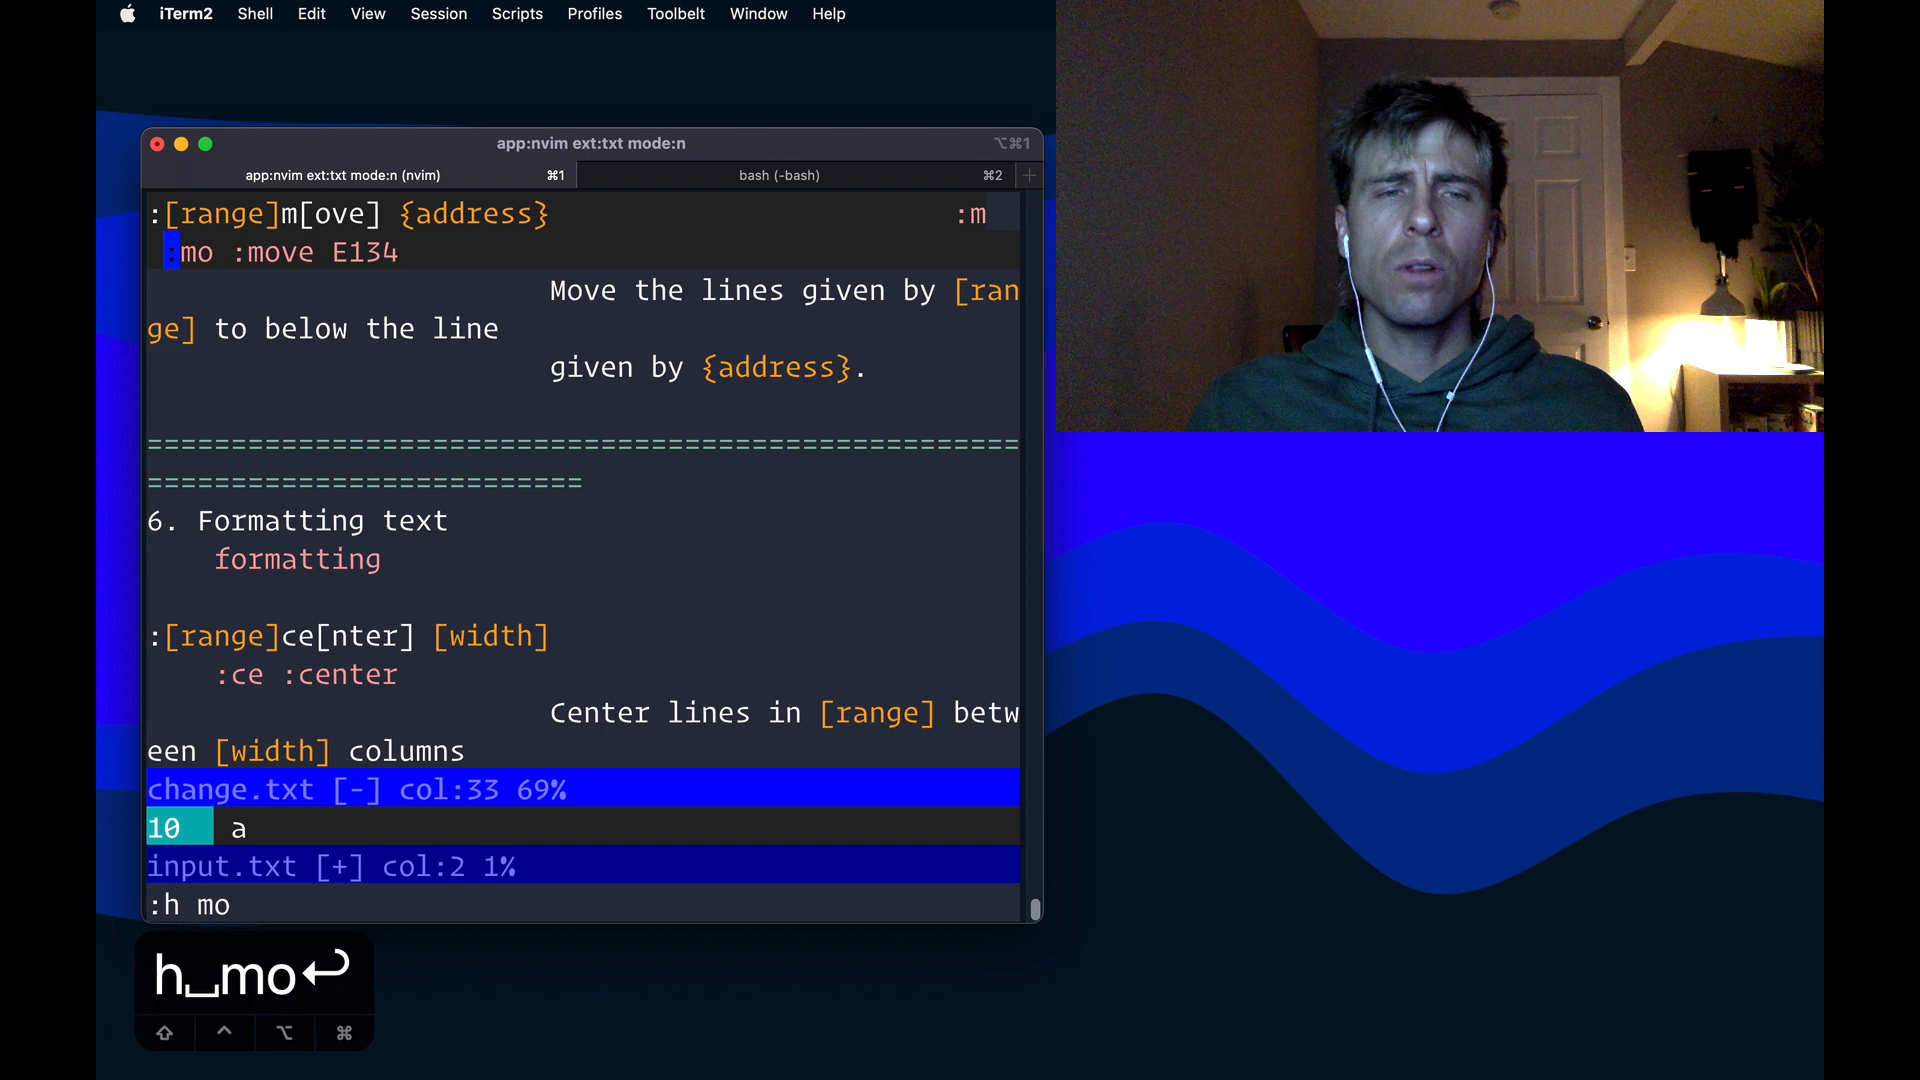 iTerm2 Shell Edit View Session Scripts Profiles Toolbelt Window Help
app:nvim ext:txt mode:n ⌥⌘1
app:nvim ext:txt mode:n (nvim) ⌘1 bash (-bash) ⌘2 +
:[range]m[ove] {address} :m
:mo :move E134
Move the lines given by [ran
ge] to below the line
given by {address}.
====================================================
==========================
6. Formatting text
formatting
:[range]ce[nter] [width]
:ce :center
Center lines in [range] betw
een [width] columns
change.txt [-] col:33 69%
10 a
input.txt [+] col:2 1%
:h mo
h␣mo↩
⇧ ⌃ ⌥ ⌘